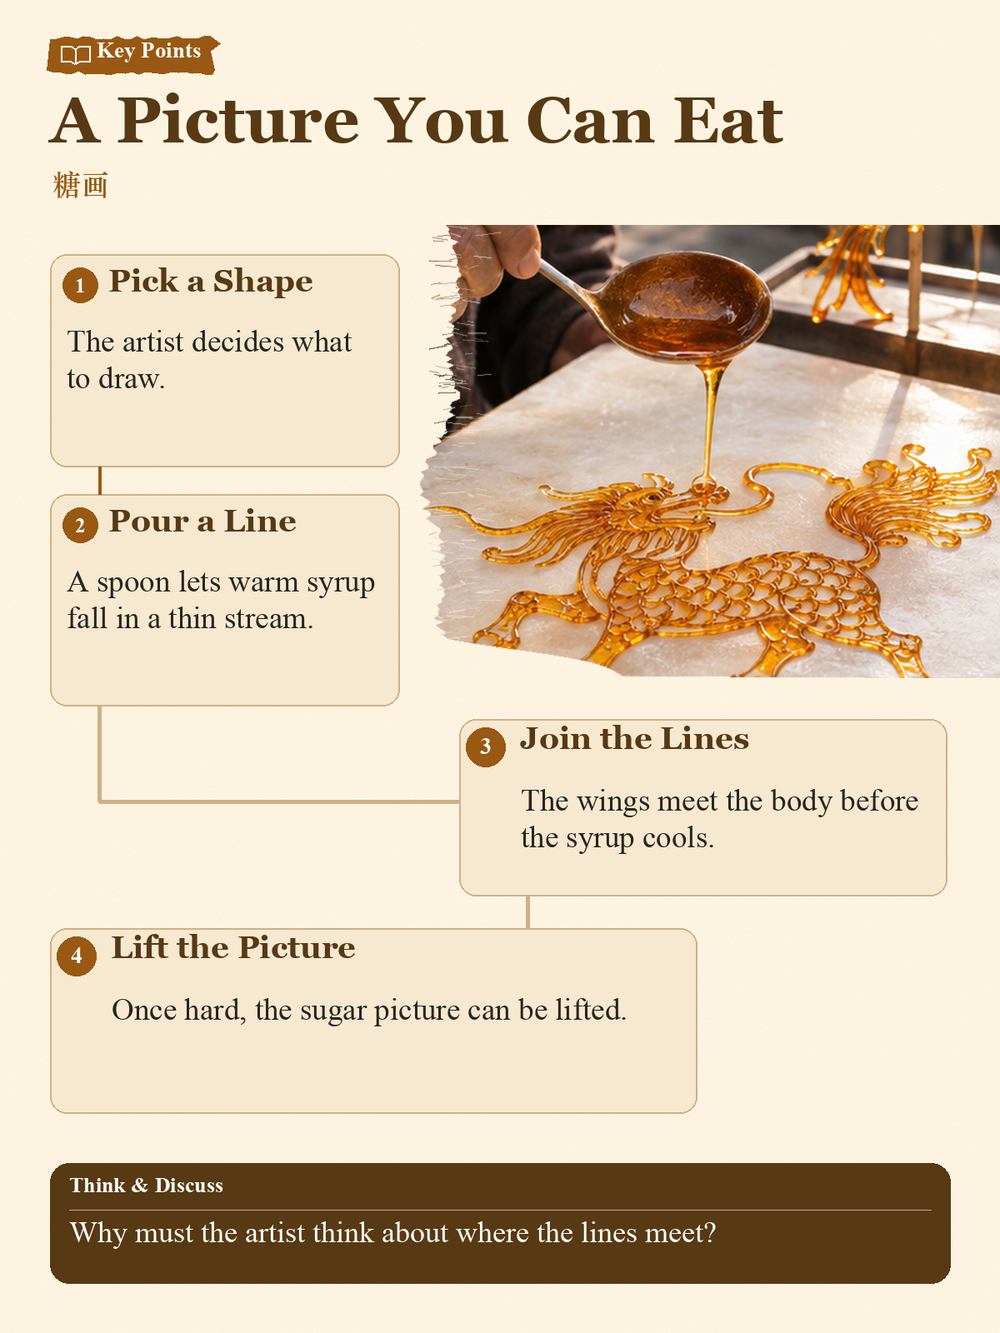 Key Points
A Picture You Can Eat
糖画
1 Pick a Shape
The artist decides what
to draw.
2 Pour a Line
A spoon lets warm syrup
fall in a thin stream.
3 Join the Lines
The wings meet the body before
the syrup cools.
4 Lift the Picture
Once hard, the sugar picture can be lifted.
Think & Discuss
Why must the artist think about where the lines meet?